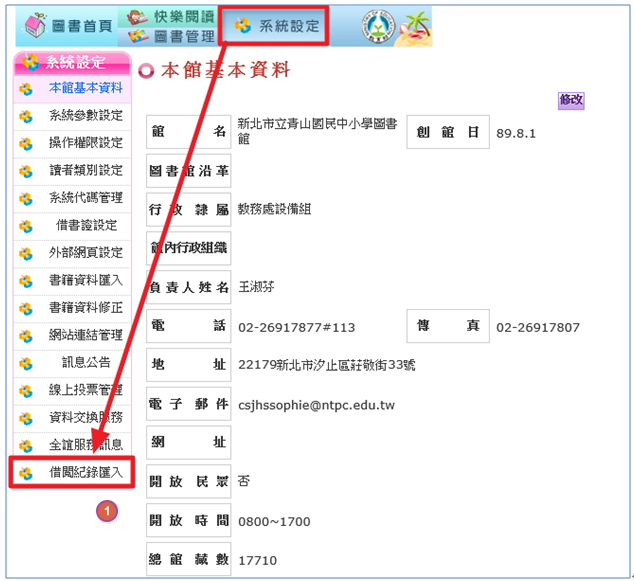 圖書首頁
快樂閱讀
圖書管理
系統設定
系統設定
本館基本資料
系統參數設定
操作權限設定
讀者類別設定
系統代碼管理
借書證設定
外部網頁設定
書籍資料匯入
書籍資料修正
網站連結管理
訊息公告
線上投票管理
資料交換服務
全誼服務訊息
借閱紀錄匯入
1
本館基本資料
修改
館名 新北市立青山國民中小學圖書館 創館日 89.8.1
圖書館沿革
行政隸屬 教務處設備組
館內行政組織
負責人姓名 王淑芬
電話 02-26917877#113 傳真 02-26917807
地址 22179新北市汐止區莊敬街33號
電子郵件 csjhssophie@ntpc.edu.tw
網址
開放民眾 否
開放時間 0800~1700
總館藏數 17710